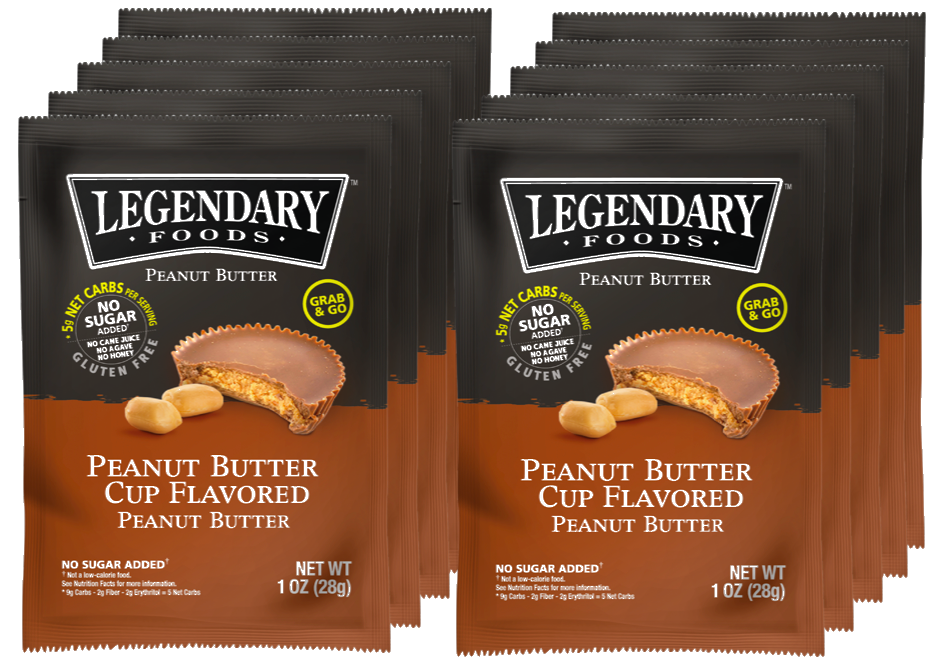 LEGENDARY
• FOODS •
TM
PEANUT BUTTER
• 5g NET CARBS PER SERVING
NO
SUGAR
ADDED†
NO CANE JUICE
NO AGAVE
NO HONEY
GLUTEN FREE
GRAB
& GO
PEANUT BUTTER
CUP FLAVORED
PEANUT BUTTER
NO SUGAR ADDED†
† Not a low-calorie food.
See Nutrition Facts for more information.
* 9g Carbs - 2g Fiber - 2g Erythritol = 5 Net Carbs
NET WT
1 OZ (28g)
LEGENDARY
• FOODS •
TM
PEANUT BUTTER
• 5g NET CARBS PER SERVING
NO
SUGAR
ADDED†
NO CANE JUICE
NO AGAVE
NO HONEY
GLUTEN FREE
GRAB
& GO
PEANUT BUTTER
CUP FLAVORED
PEANUT BUTTER
NO SUGAR ADDED†
† Not a low-calorie food.
See Nutrition Facts for more information.
* 9g Carbs - 2g Fiber - 2g Erythritol = 5 Net Carbs
NET WT
1 OZ (28g)